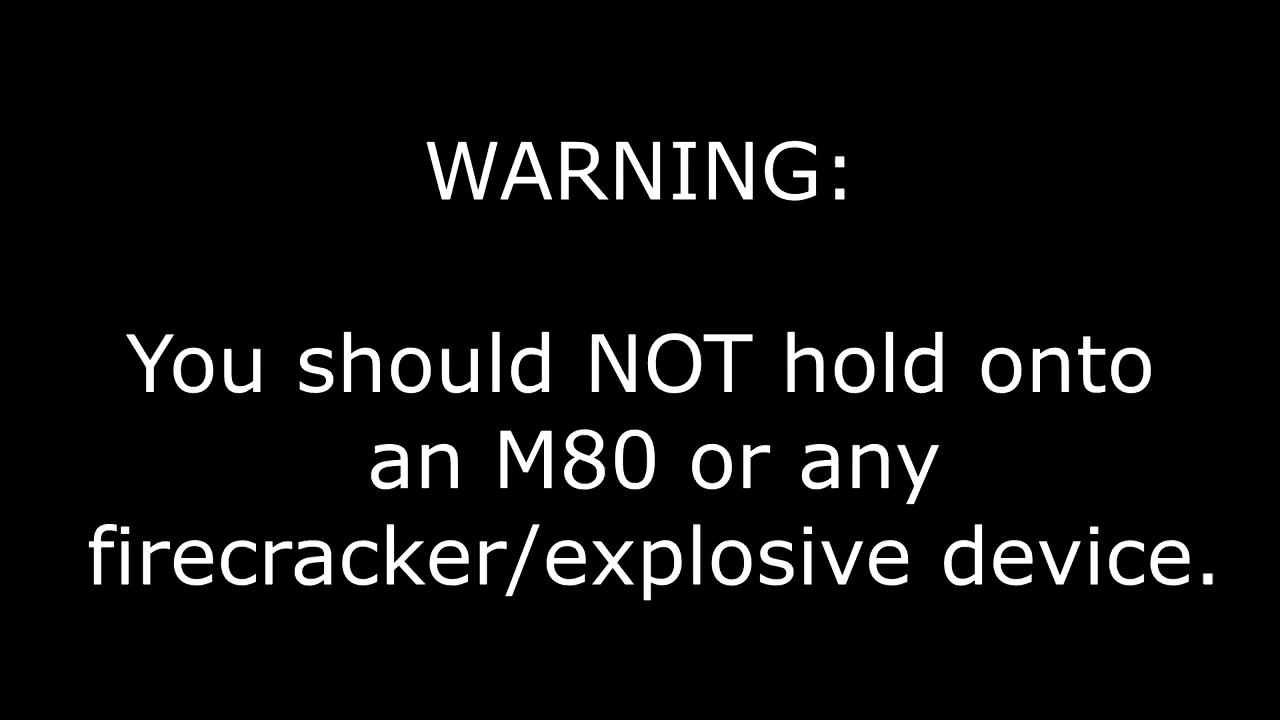 WARNING:
You should NOT hold onto
an M80 or any
firecracker/explosive device.